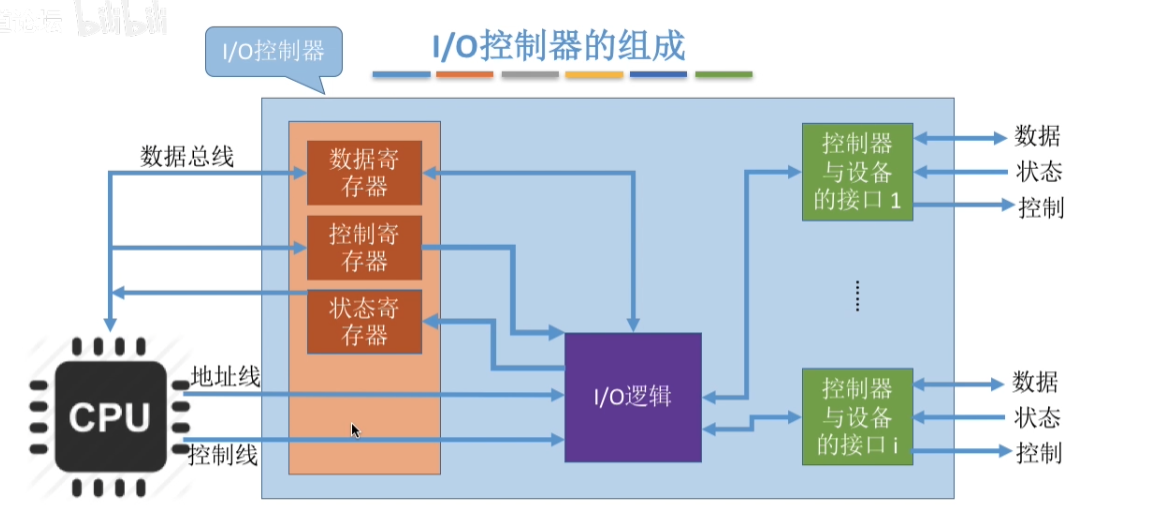 bilibili
I/O控制器
I/O控制器的组成
数据总线
数据寄
存器
控制寄
存器
状态寄
存器
地址线
控制线
CPU
I/O逻辑
控制器
与设备
的接口 1
数据
状态
控制
......
控制器
与设备
的接口 i
数据
状态
控制